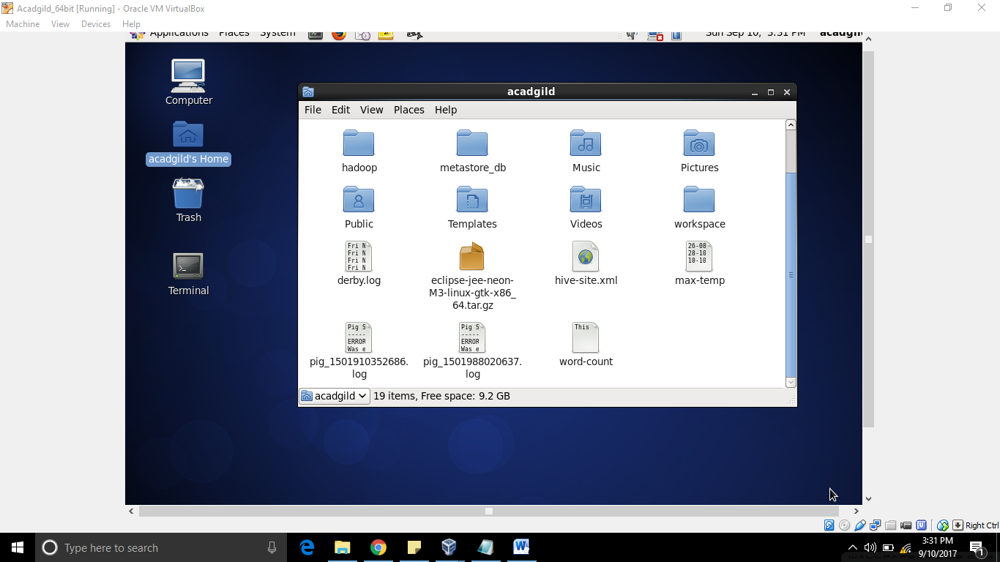 Acadgild_64bit [Running] - Oracle VM VirtualBox
Machine View Devices Help
Applications Places System Sun Sep 10, 3:31 PM acadgil
Computer
acadgild's Home
Trash
Terminal
acadgild
File Edit View Places Help
hadoop metastore_db Music Pictures
Public Templates Videos workspace
Fri N
Fri N
Fri N
Fri N
26-08
28-10
10-10
derby.log
eclipse-jee-neon-
M3-linux-gtk-x86_
64.tar.gz
hive-site.xml
max-temp
Pig S
-----
ERROR
Was e
Pig S
-----
ERROR
Was e
This
pig_1501910352686.
log
pig_1501988020637.
log
word-count
acadgild 19 items, Free space: 9.2 GB
Right Ctrl
Type here to search
3:31 PM
9/10/2017
1